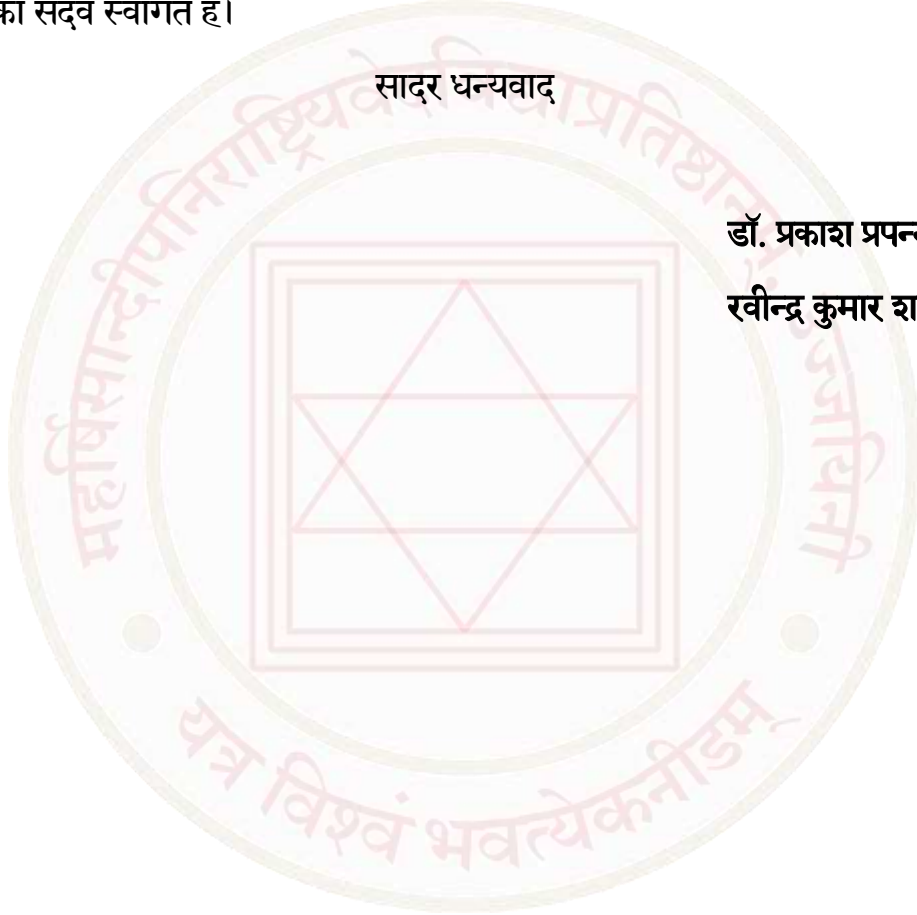 का सदैव स्वागत है।
सादर धन्यवाद
डॉ. प्रकाश
रवीन्द्र कुमार
महर्षिसान्दीपनिराष्ट्रियवेदविद्याप्रतिष्ठानम्,
उज्जयिनी
यत्र विश्वं भवत्येकनीडम्